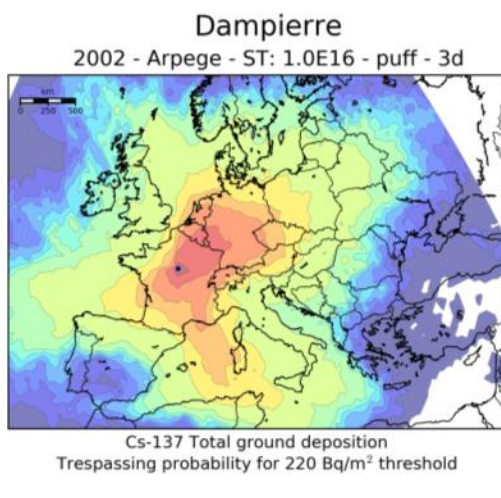 Dampierre
2002 - Arpege - ST: 1.0E16 - puff - 3d
km
0 250 500
Cs-137 Total ground deposition
Trespassing probability for 220 Bq/m² threshold